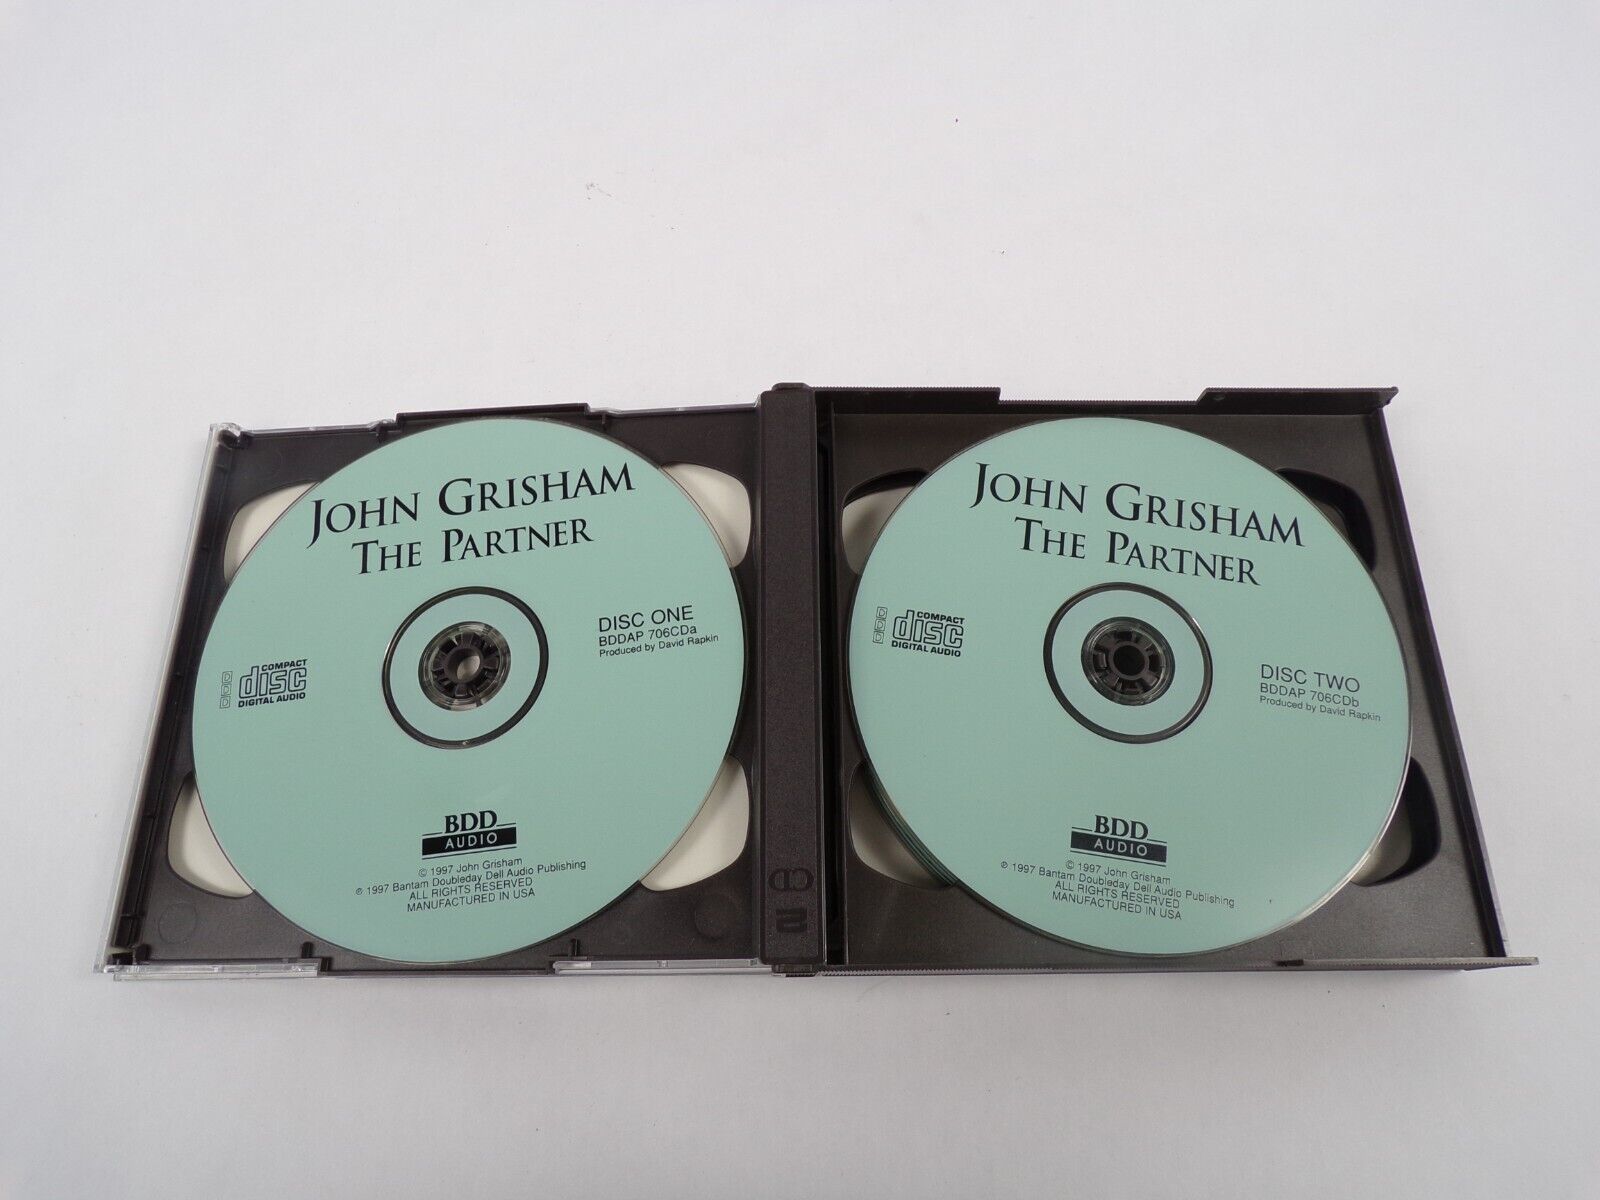 JOHN GRISHAM
THE PARTNER
DISC ONE
BDDAP 706CDa
Produced by David Rapkin
D
D
D
COMPACT
disc
DIGITAL AUDIO
BDD
AUDIO
© 1997 John Grisham
℗ 1997 Bantam Doubleday Dell Audio Publishing
ALL RIGHTS RESERVED
MANUFACTURED IN USA
2 CD
JOHN GRISHAM
THE PARTNER
D
D
D
COMPACT
disc
DIGITAL AUDIO
DISC TWO
BDDAP 706CDb
Produced by David Rapkin
BDD
AUDIO
© 1997 John Grisham
℗ 1997 Bantam Doubleday Dell Audio Publishing
ALL RIGHTS RESERVED
MANUFACTURED IN USA